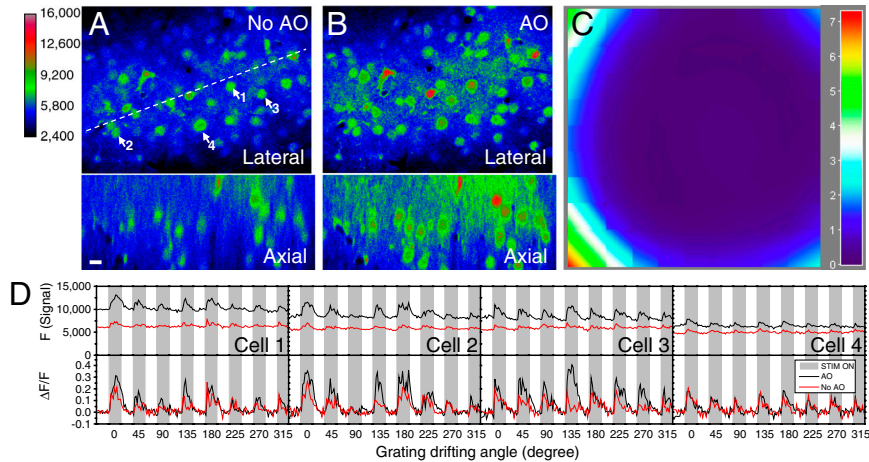 16,000
12,600
9,200
5,800
2,400
A
No AO
1
3
2
4
Lateral
Axial
B
AO
Lateral
Axial
C
7
6
5
4
3
2
1
0
D
F (Signal)
15,000
10,000
5,000
0
Cell 1
Cell 2
Cell 3
Cell 4
ΔF/F
0.4
0.3
0.2
0.1
0.0
-0.1
STIM ON
AO
No AO
0 45 90 135 180 225 270 315 0 45 90 135 180 225 270 315 0 45 90 135 180 225 270 315 0 45 90 135 180 225 270 315
Grating drifting angle (degree)